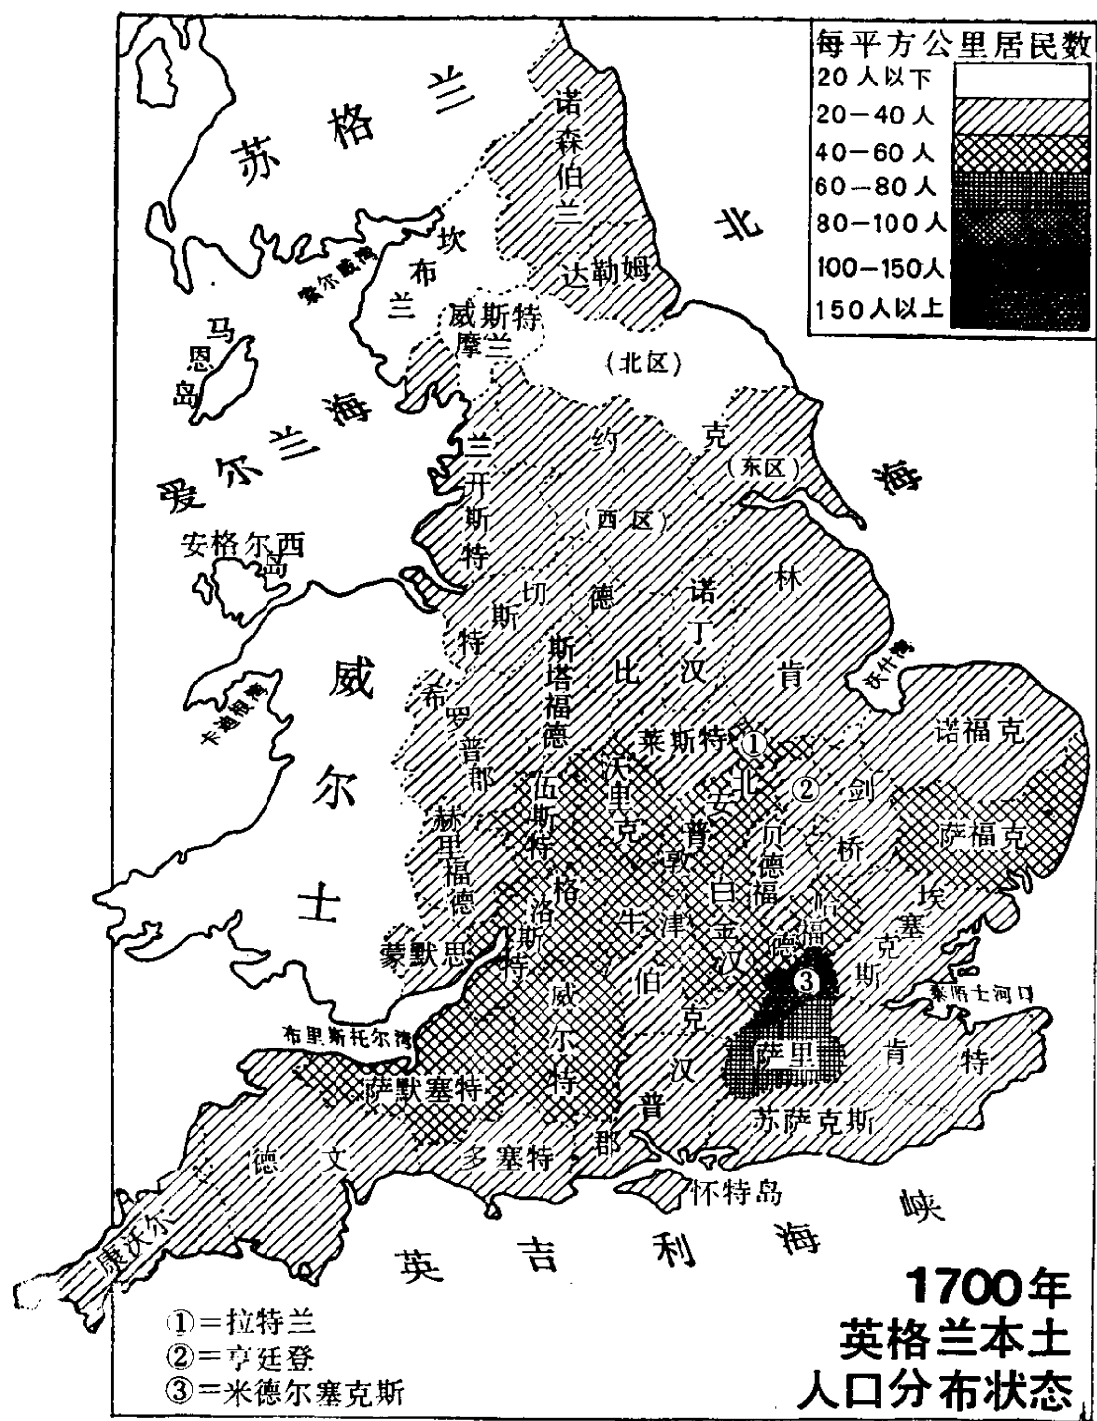 每平方公里居民数
20人以下
20—40人
40—60人
60—80人
80—100人
100—150人
150人以上
苏格兰
诺森伯兰
北海
坎布兰
索尔威湾
达勒姆
威斯特
摩兰
马恩岛
(北区)
爱尔兰海
约克
(东区)
兰开斯特
(西区)
安格尔西岛
切斯特
德比
诺丁汉
林肯
威尔士
斯塔福德
沃什湾
希罗普郡
卡迪根湾
莱斯特
①
诺福克
伍斯特
沃里克
北安普敦
②
剑桥
赫里福德
贝德福德
萨福克
格洛斯特
牛津
白金汉
哈福
埃塞克斯
蒙默思
③
泰晤士河口
伯克
威尔特郡
布里斯托尔湾
萨里
肯特
萨默塞特
汉普
苏萨克斯
德文
多塞特
怀特岛
康沃尔
英吉利海峡
①=拉特兰
②=亨廷登
③=米德尔塞克斯
1700年
英格兰本土
人口分布状态